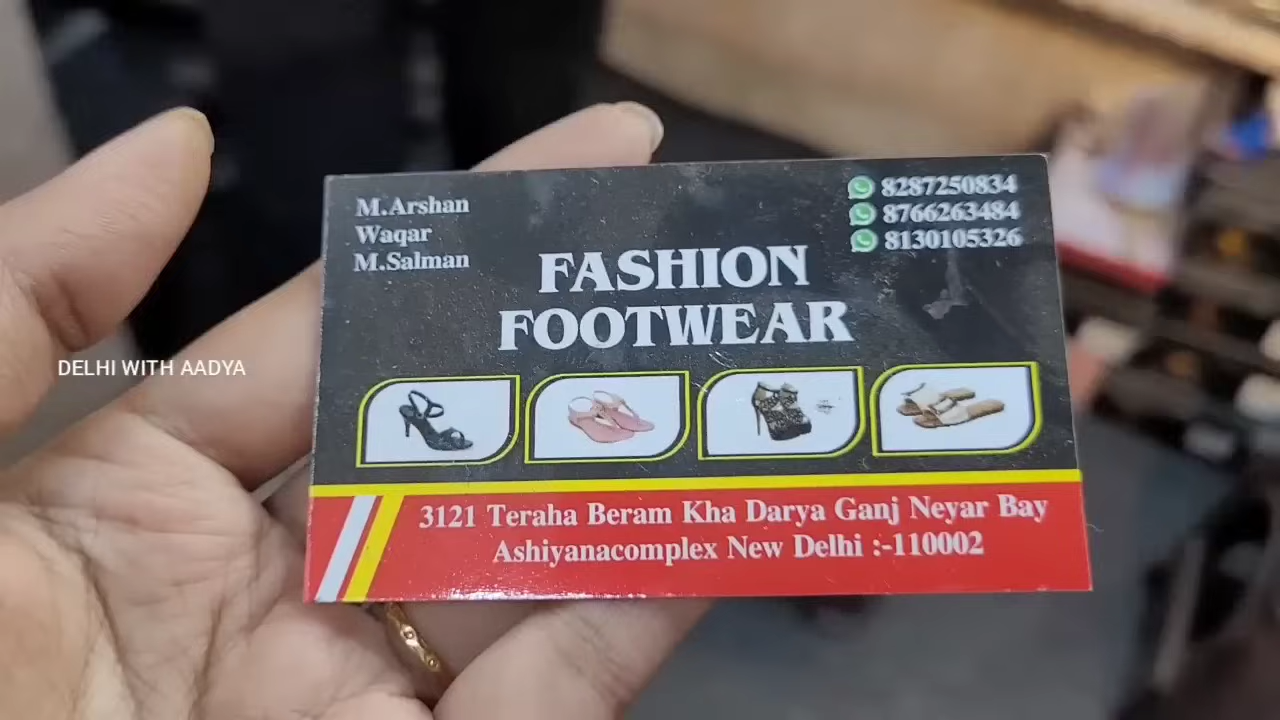 M.Arshan
Waqar
M.Salman
8287250834
8766263484
8130105326
FASHION
FOOTWEAR
3121 Teraha Beram Kha Darya Ganj Neyar Bay
Ashiyanacomplex New Delhi :-110002
DELHI WITH AADYA